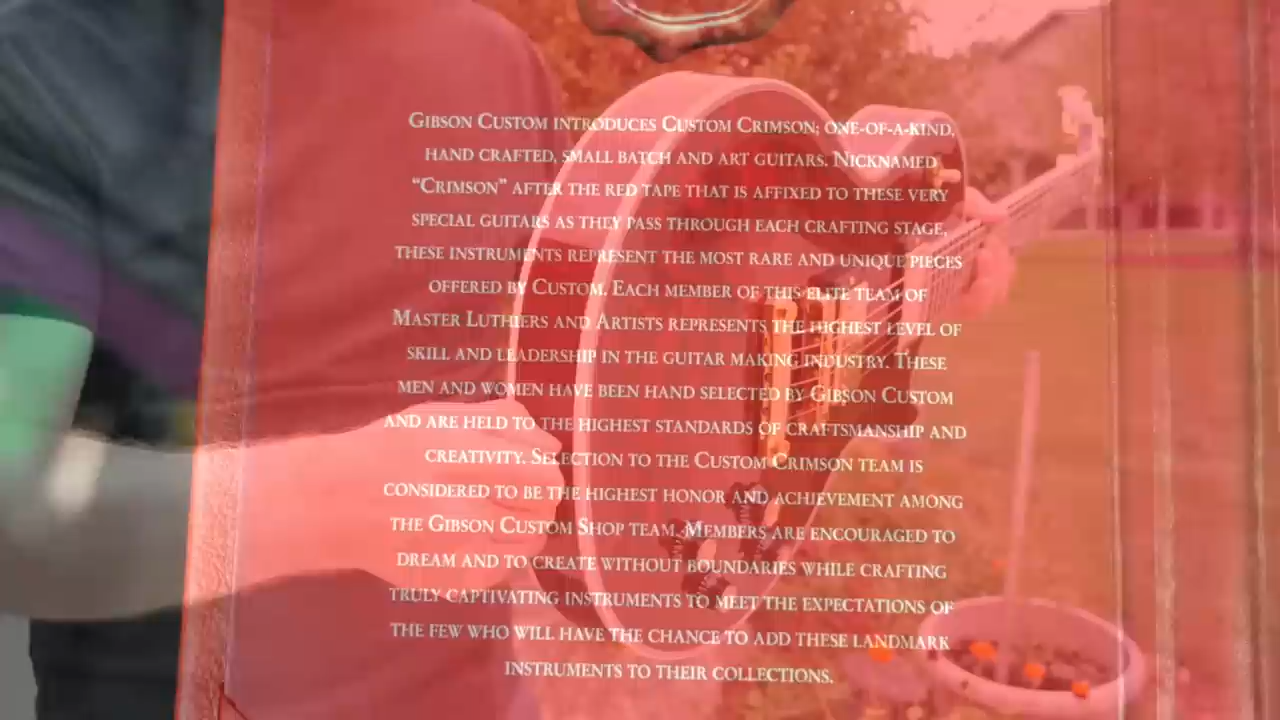 Gibson Custom introduces Custom Crimson; one-of-a-kind,
hand crafted, small batch and art guitars. Nicknamed
“Crimson” after the red tape that is affixed to these very
special guitars as they pass through each crafting stage,
these instruments represent the most rare and unique pieces
offered by Custom. Each member of this elite team of
Master Luthiers and Artists represents the highest level of
skill and leadership in the guitar making industry. These
men and women have been hand selected by Gibson Custom
and are held to the highest standards of craftsmanship and
creativity. Selection to the Custom Crimson team is
considered to be the highest honor and achievement among
the Gibson Custom Shop team. Members are encouraged to
dream and to create without boundaries while crafting
truly captivating instruments to meet the expectations of
the few who will have the chance to add these landmark
instruments to their collections.